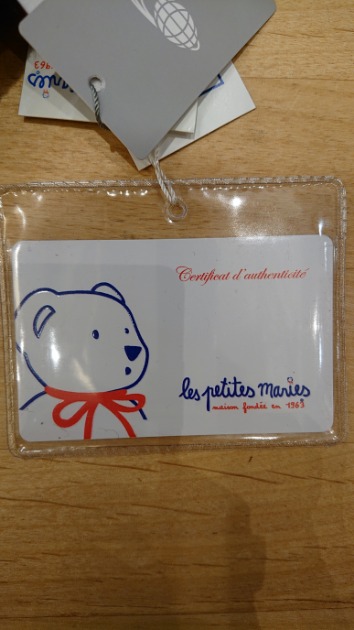 Certificat d'authenticité
les petites maries
maison fondée en 1963